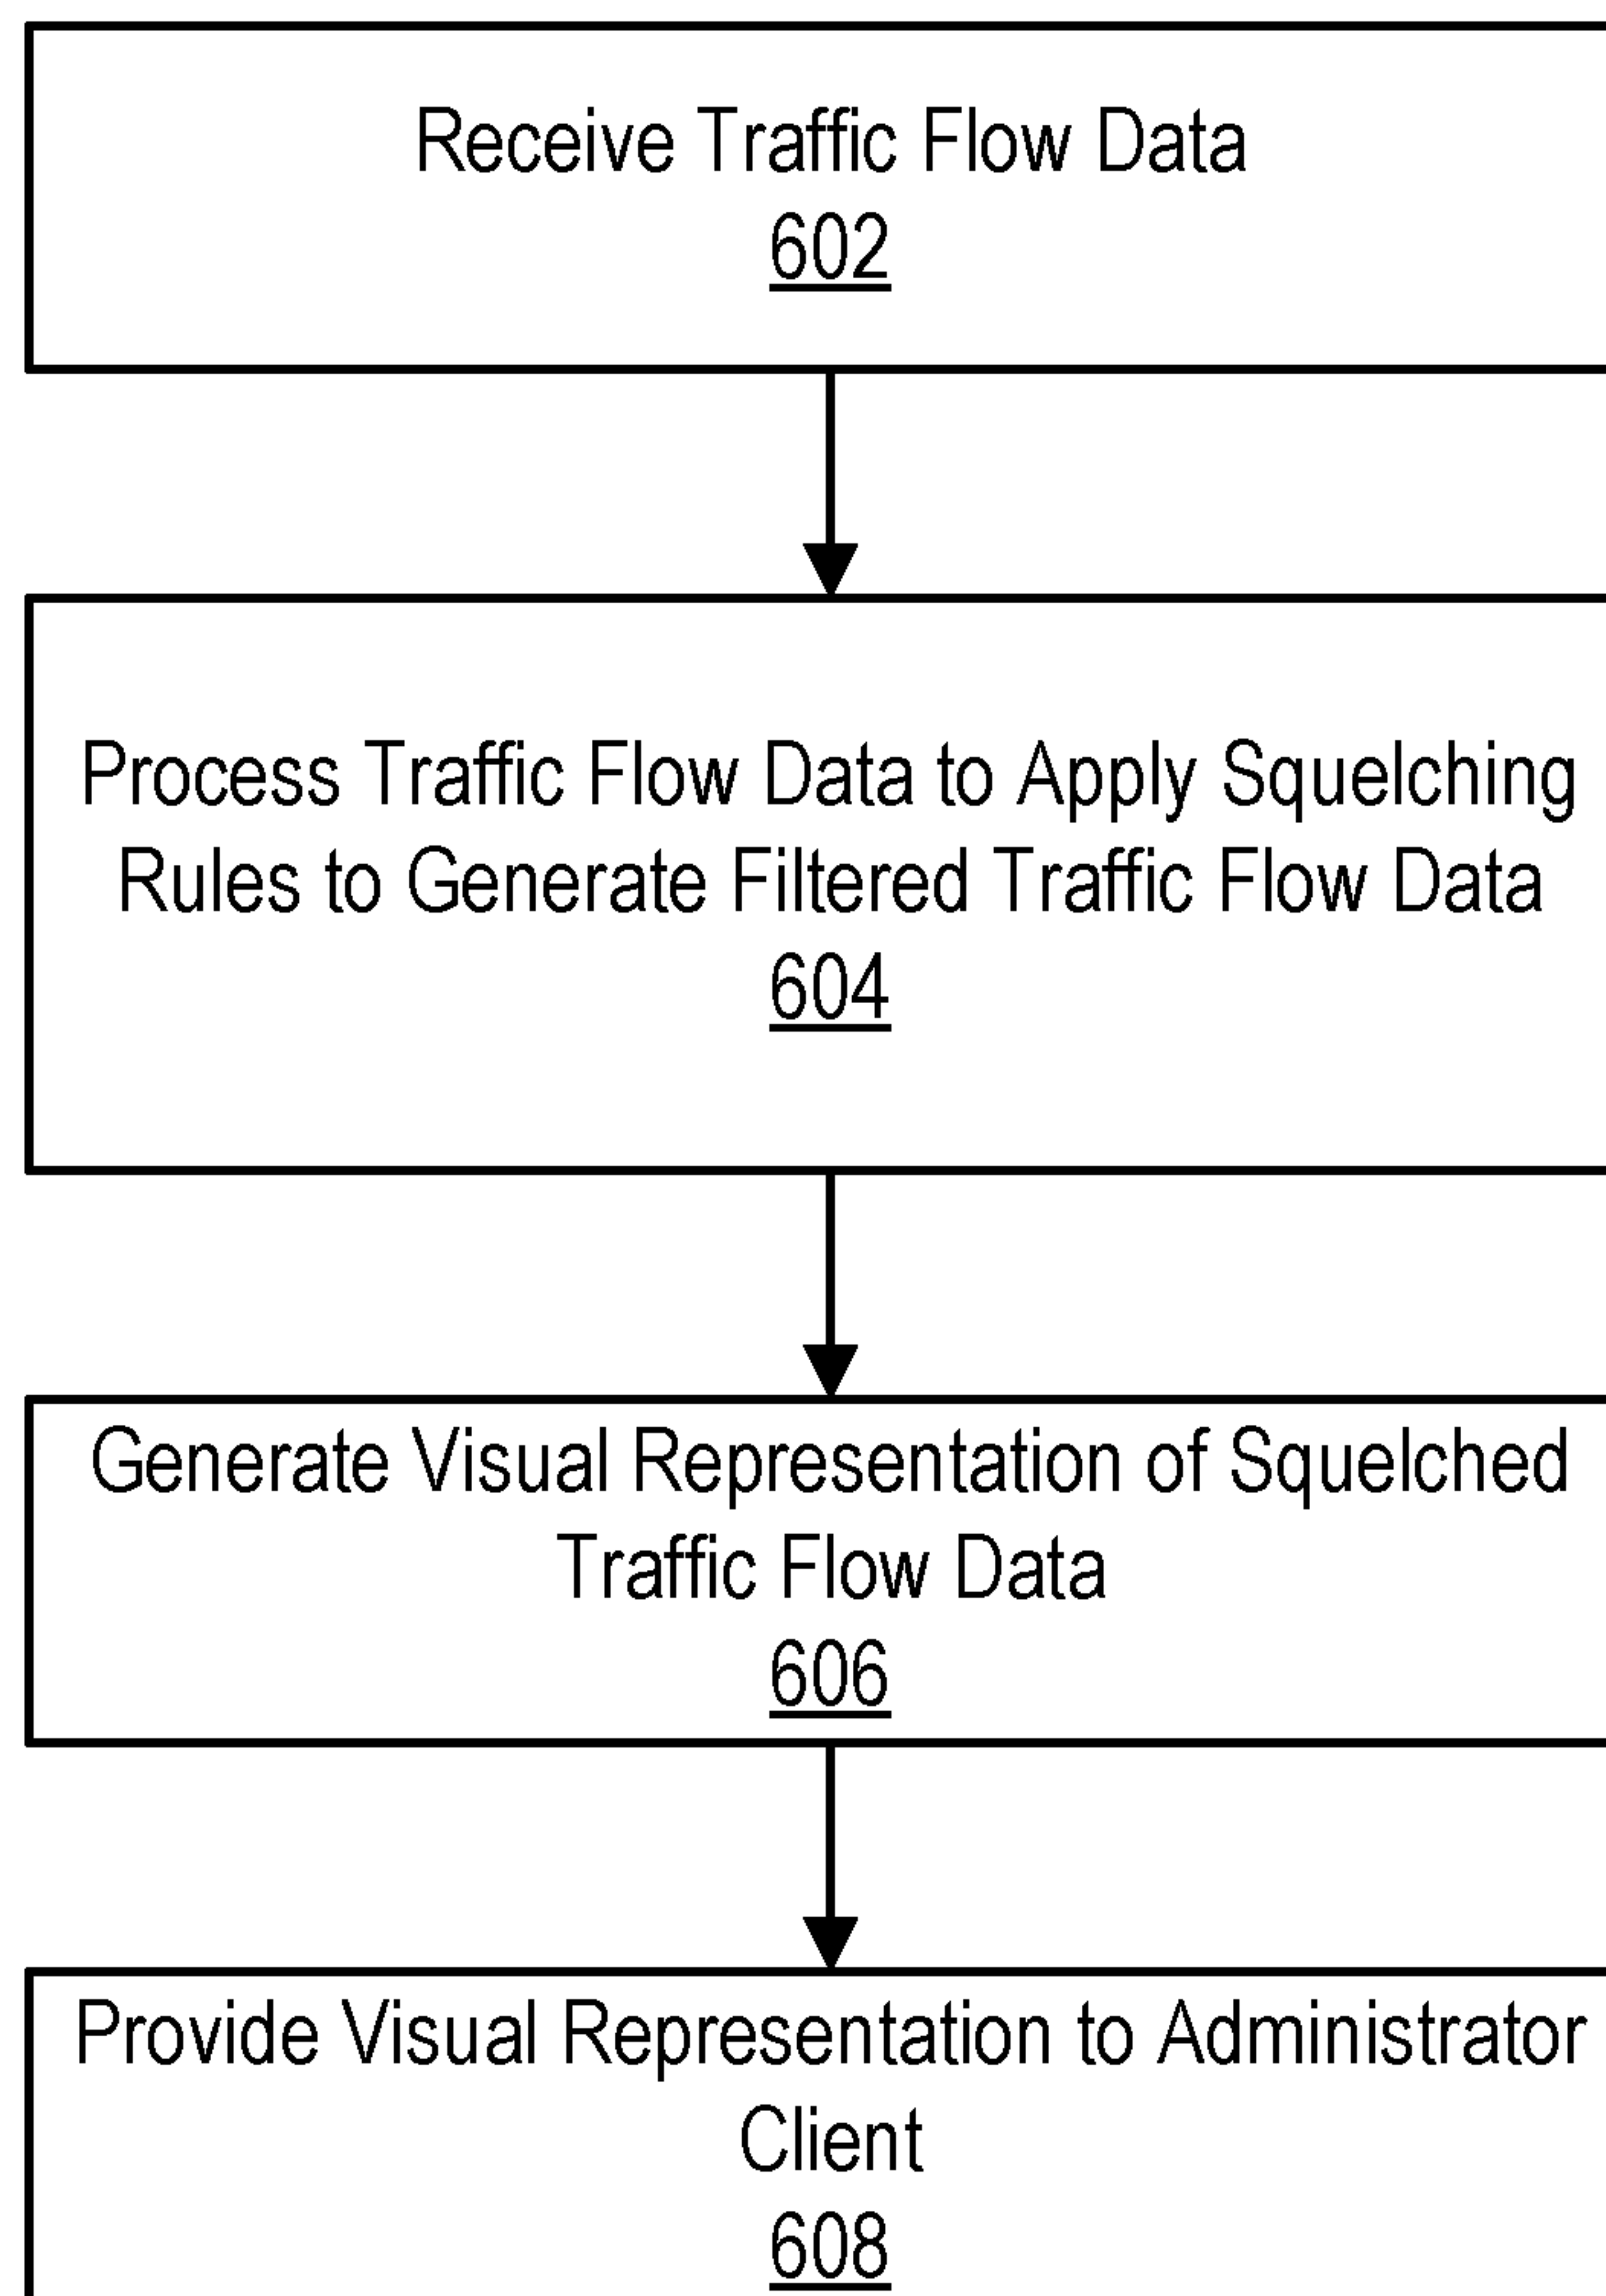 Receive Traffic Flow Data
602
Process Traffic Flow Data to Apply Squelching
Rules to Generate Filtered Traffic Flow Data
604
Generate Visual Representation of Squelched
Traffic Flow Data
606
Provide Visual Representation to Administrator
Client
608